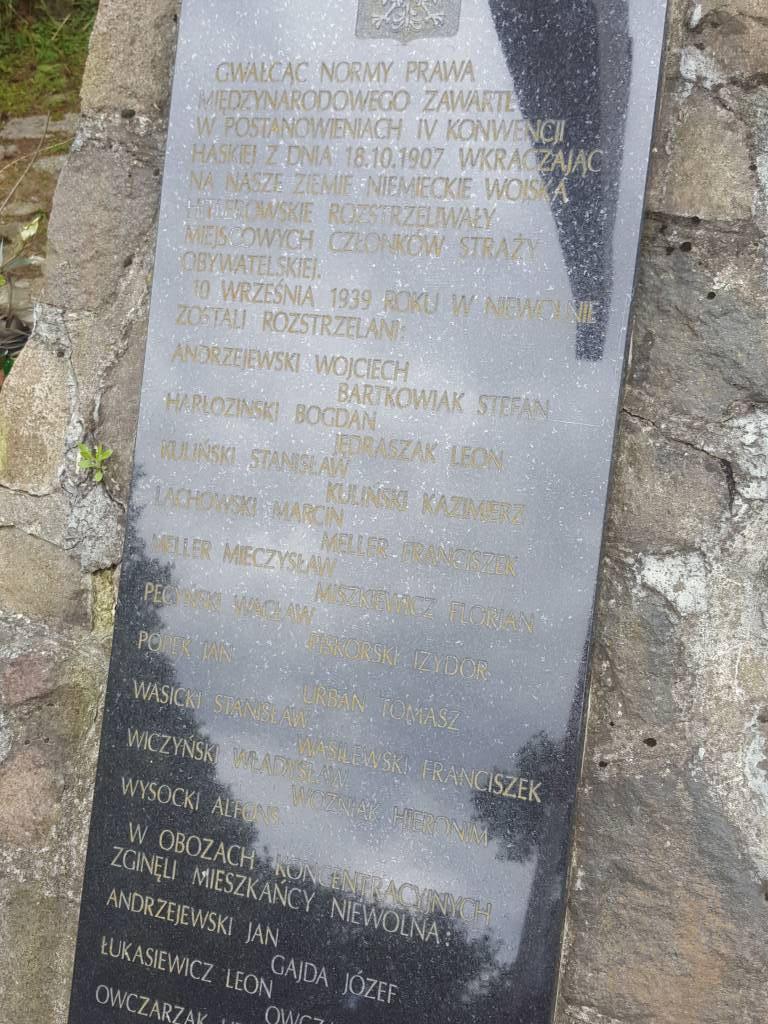 GWAŁCĄC NORMY PRAWA
MIĘDZYNARODOWEGO ZAWARTE
W POSTANOWIENIACH IV KONWENCJI
HASKIEJ Z DNIA 18.10.1907 WKRACZAJĄC
NA NASZE ZIEMIE NIEMIECKIE WOJSKA
HITLEROWSKIE ROZSTRZELIWAŁY
MIEJSCOWYCH CZŁONKÓW STRAŻY
OBYWATELSKIEJ.
10 WRZEŚNIA 1939 ROKU W NIEWOLNIE
ZOSTALI ROZSTRZELANI:
ANDRZEJEWSKI WOJCIECH
BARTKOWIAK STEFAN
HARŁOZIŃSKI BOGDAN
JĘDRASZAK LEON
KULIŃSKI STANISŁAW
KULIŃSKI KAZIMIERZ
LACHOWSKI MARCIN
MELLER FRANCISZEK
MELLER MIECZYSŁAW
MISZKIEWICZ FLORIAN
PECYŃSKI WACŁAW
PISKORSKI IZYDOR
POPEK JAN
URBAN TOMASZ
WASICKI STANISŁAW
WASILEWSKI FRANCISZEK
WICZYŃSKI WŁADYSŁAW
WOŹNIAK HIERONIM
WYSOCKI ALFONS
W OBOZACH KONCENTRACYJNYCH
ZGINĘLI MIESZKAŃCY NIEWOLNA:
ANDRZEJEWSKI JAN
GAJDA JÓZEF
ŁUKASIEWICZ LEON
OWCZARZAK